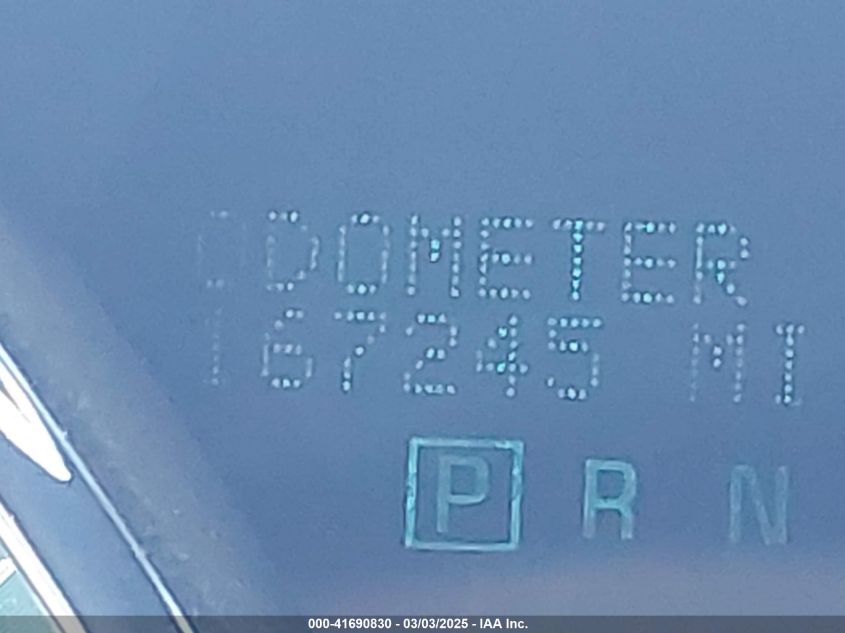 ODOMETER
167245 MI
P R N
000-41690830 - 03/03/2025 - IAA Inc.